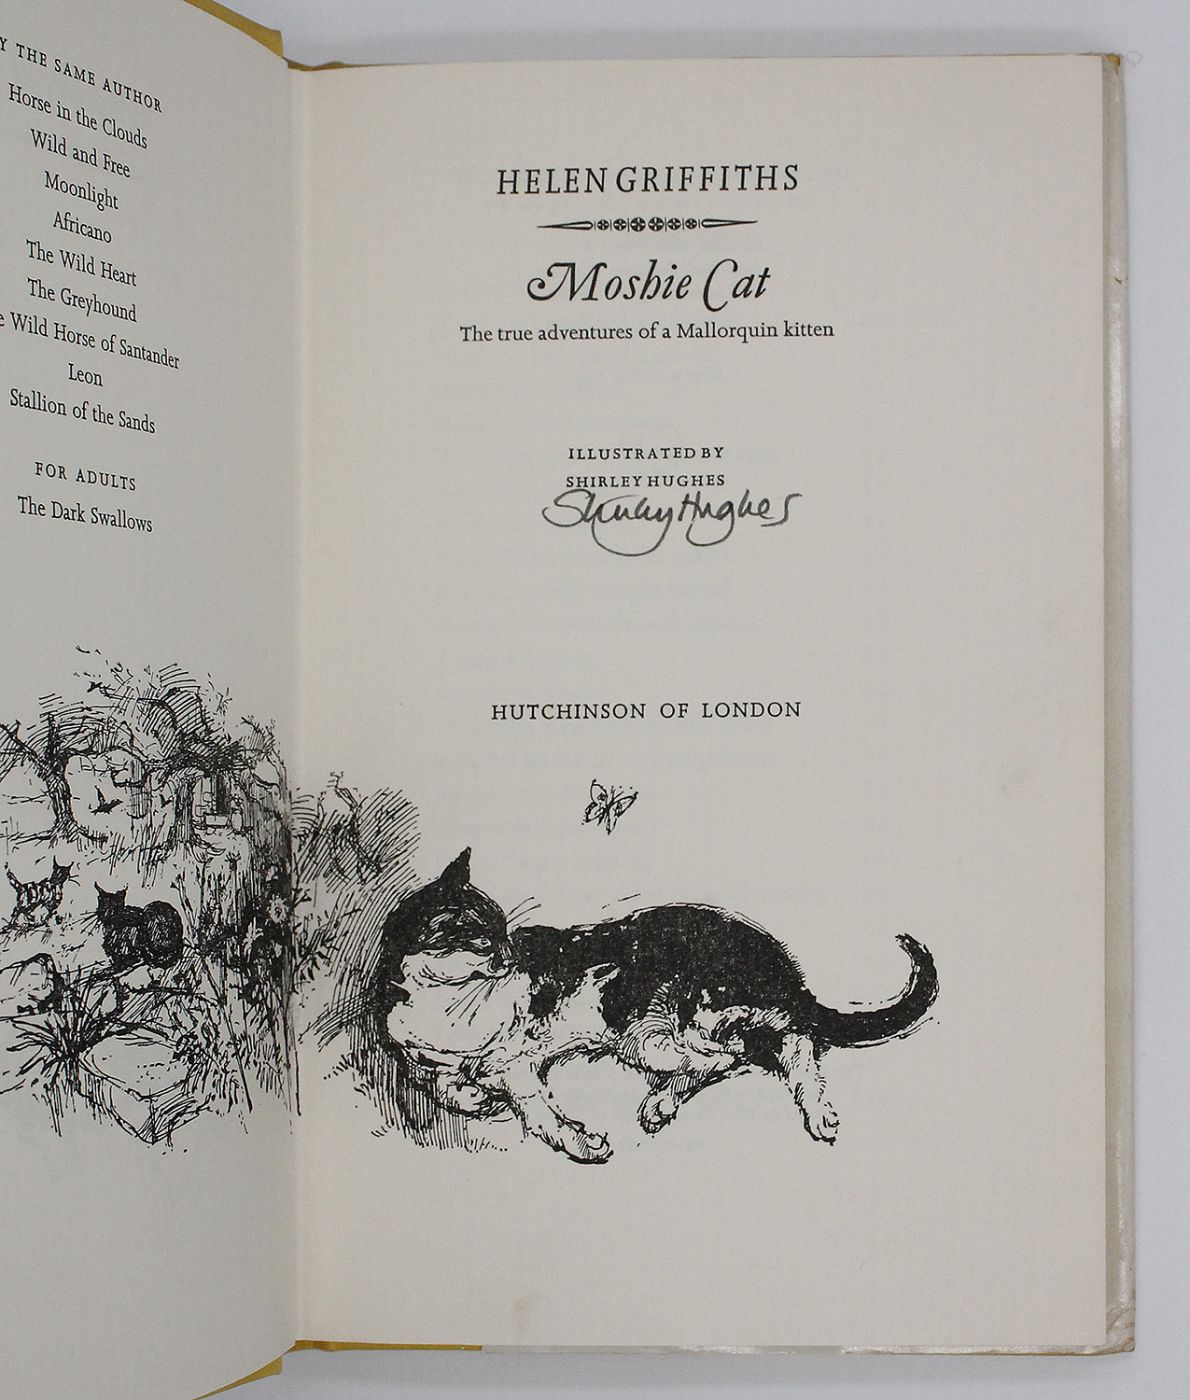 Y THE SAME AUTHOR
Horse in the Clouds
Wild and Free
Moonlight
Africano
The Wild Heart
The Greyhound
e Wild Horse of Santander
Leon
Stallion of the Sands
FOR ADULTS
The Dark Swallows
HELEN GRIFFITHS
Moshie Cat
The true adventures of a Mallorquin kitten
ILLUSTRATED BY
SHIRLEY HUGHES
Shirley Hughes
HUTCHINSON OF LONDON